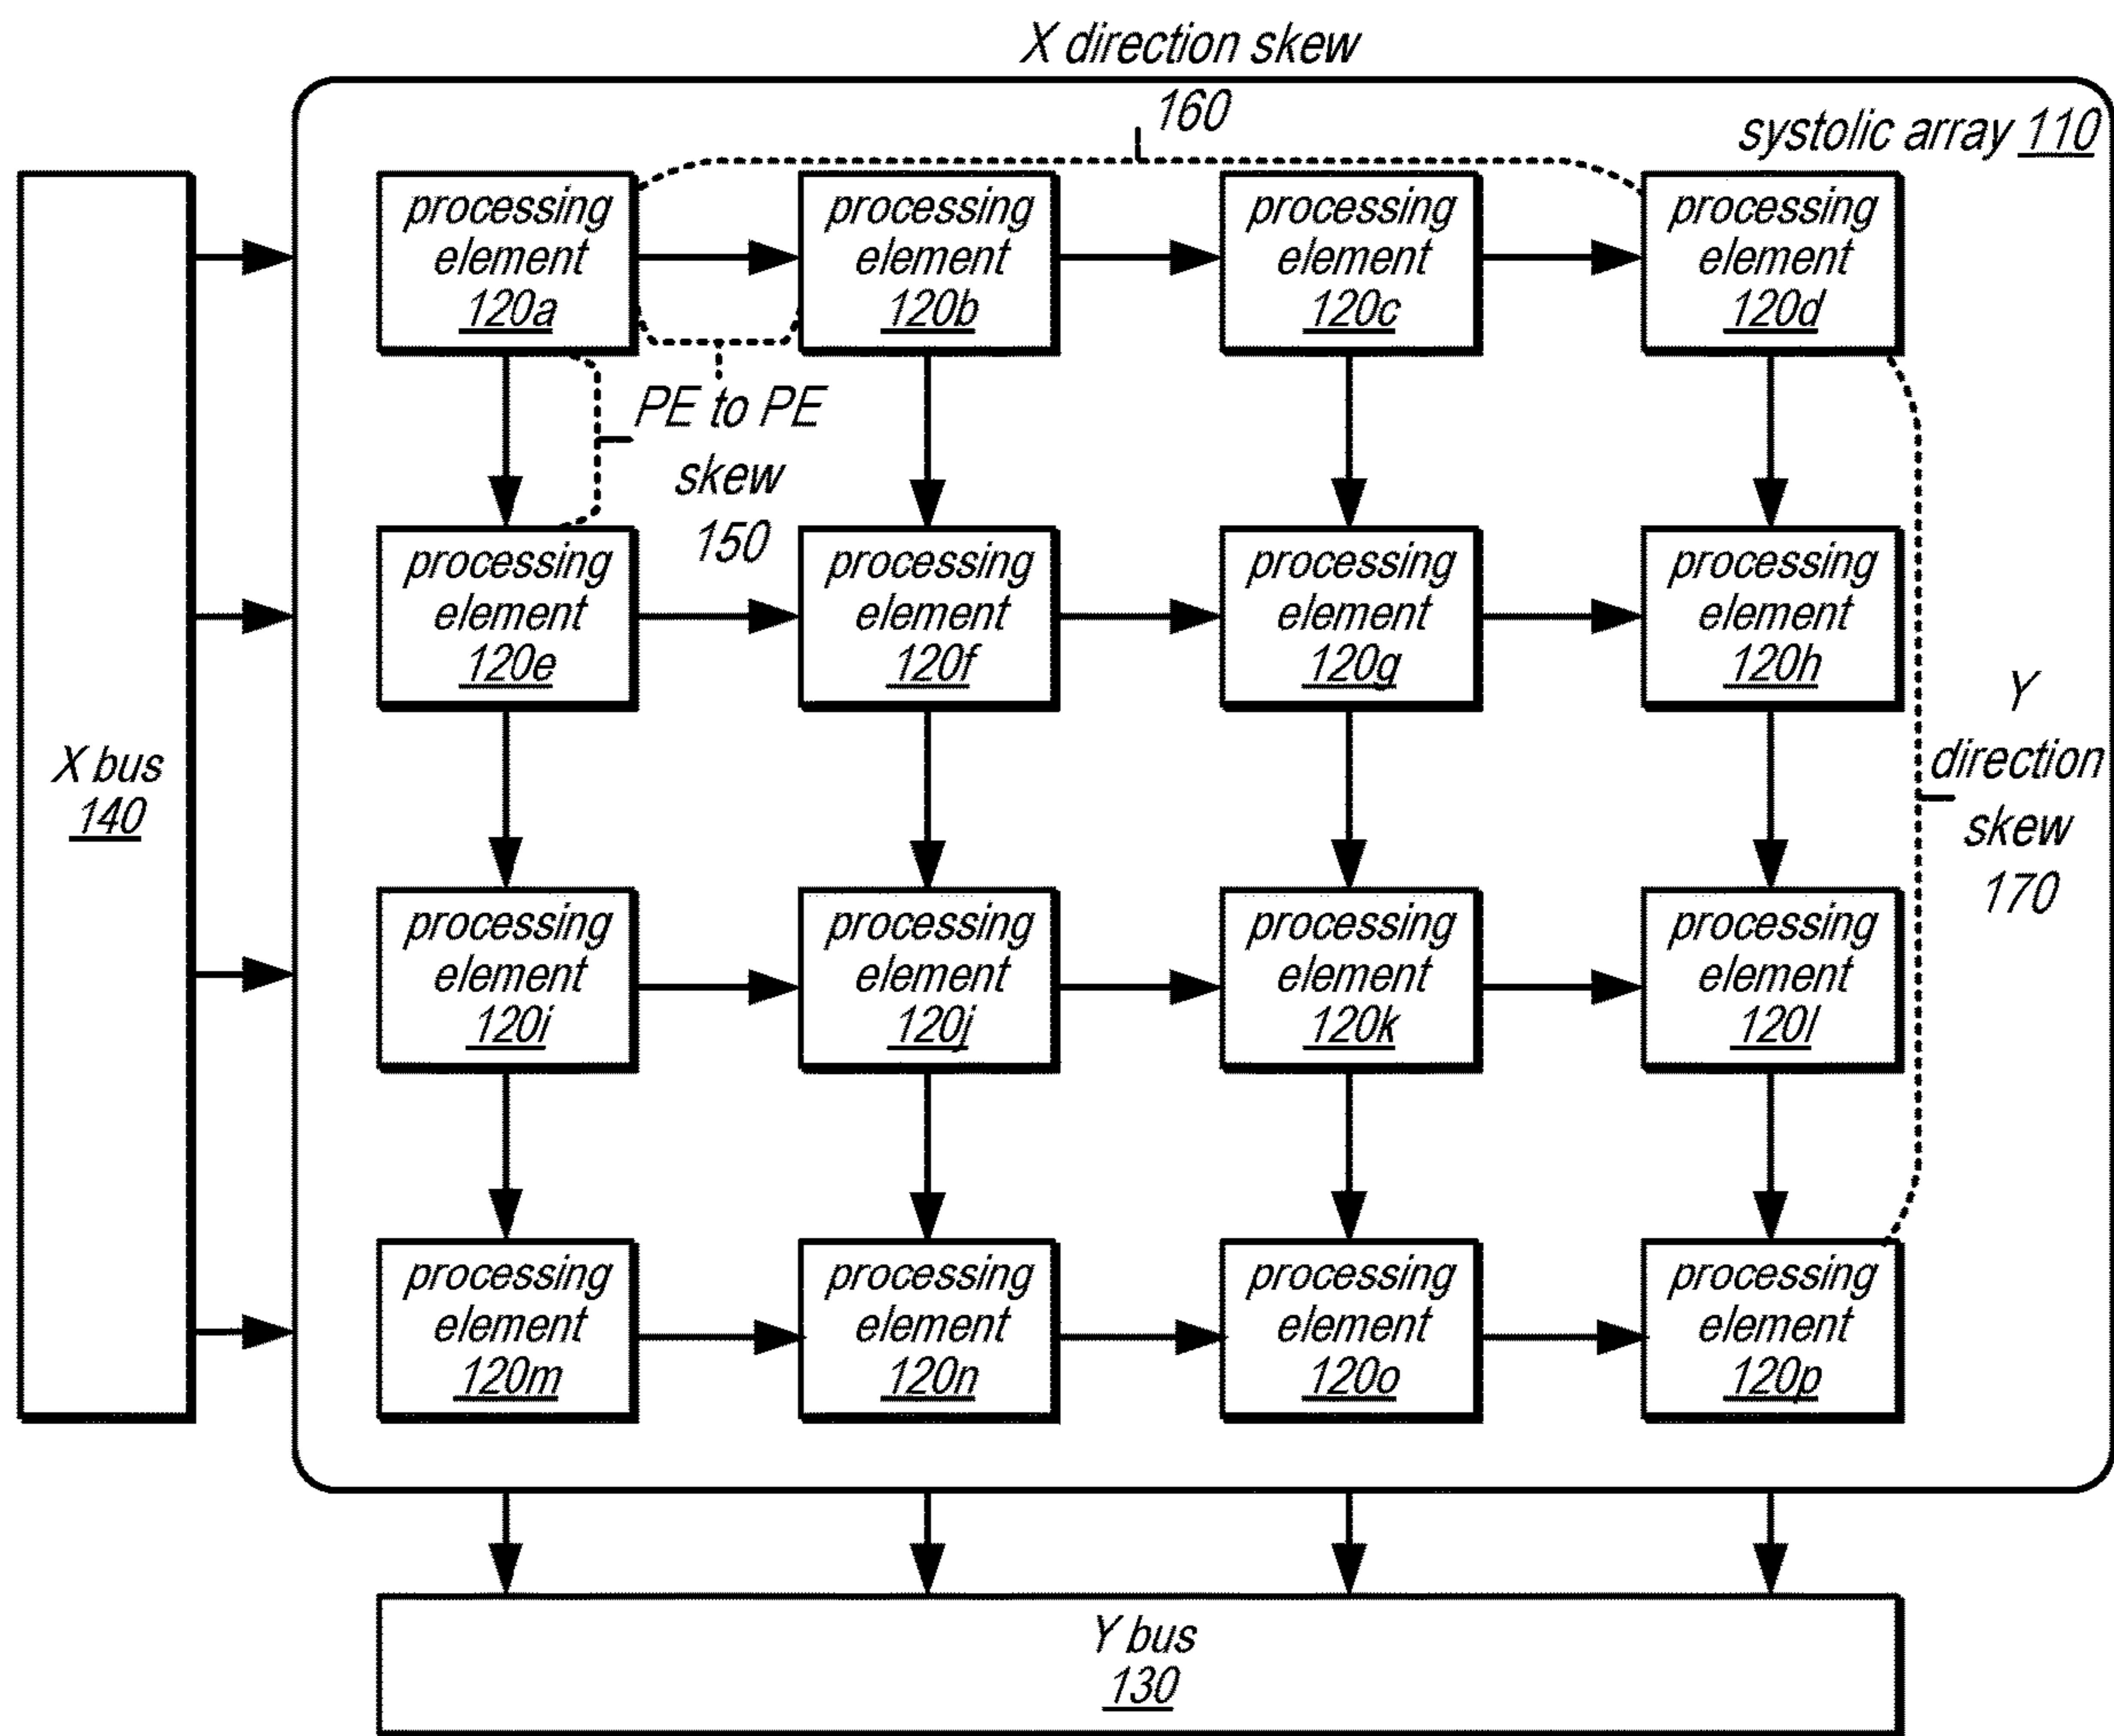 X direction skew
160
systolic array 110
processing
element
120a
processing
element
120b
processing
element
120c
processing
element
120d
PE to PE
skew
150
processing
element
120e
processing
element
120f
processing
element
120g
processing
element
120h
Y
direction
skew
170
X bus
140
processing
element
120i
processing
element
120j
processing
element
120k
processing
element
120l
processing
element
120m
processing
element
120n
processing
element
120o
processing
element
120p
Y bus
130